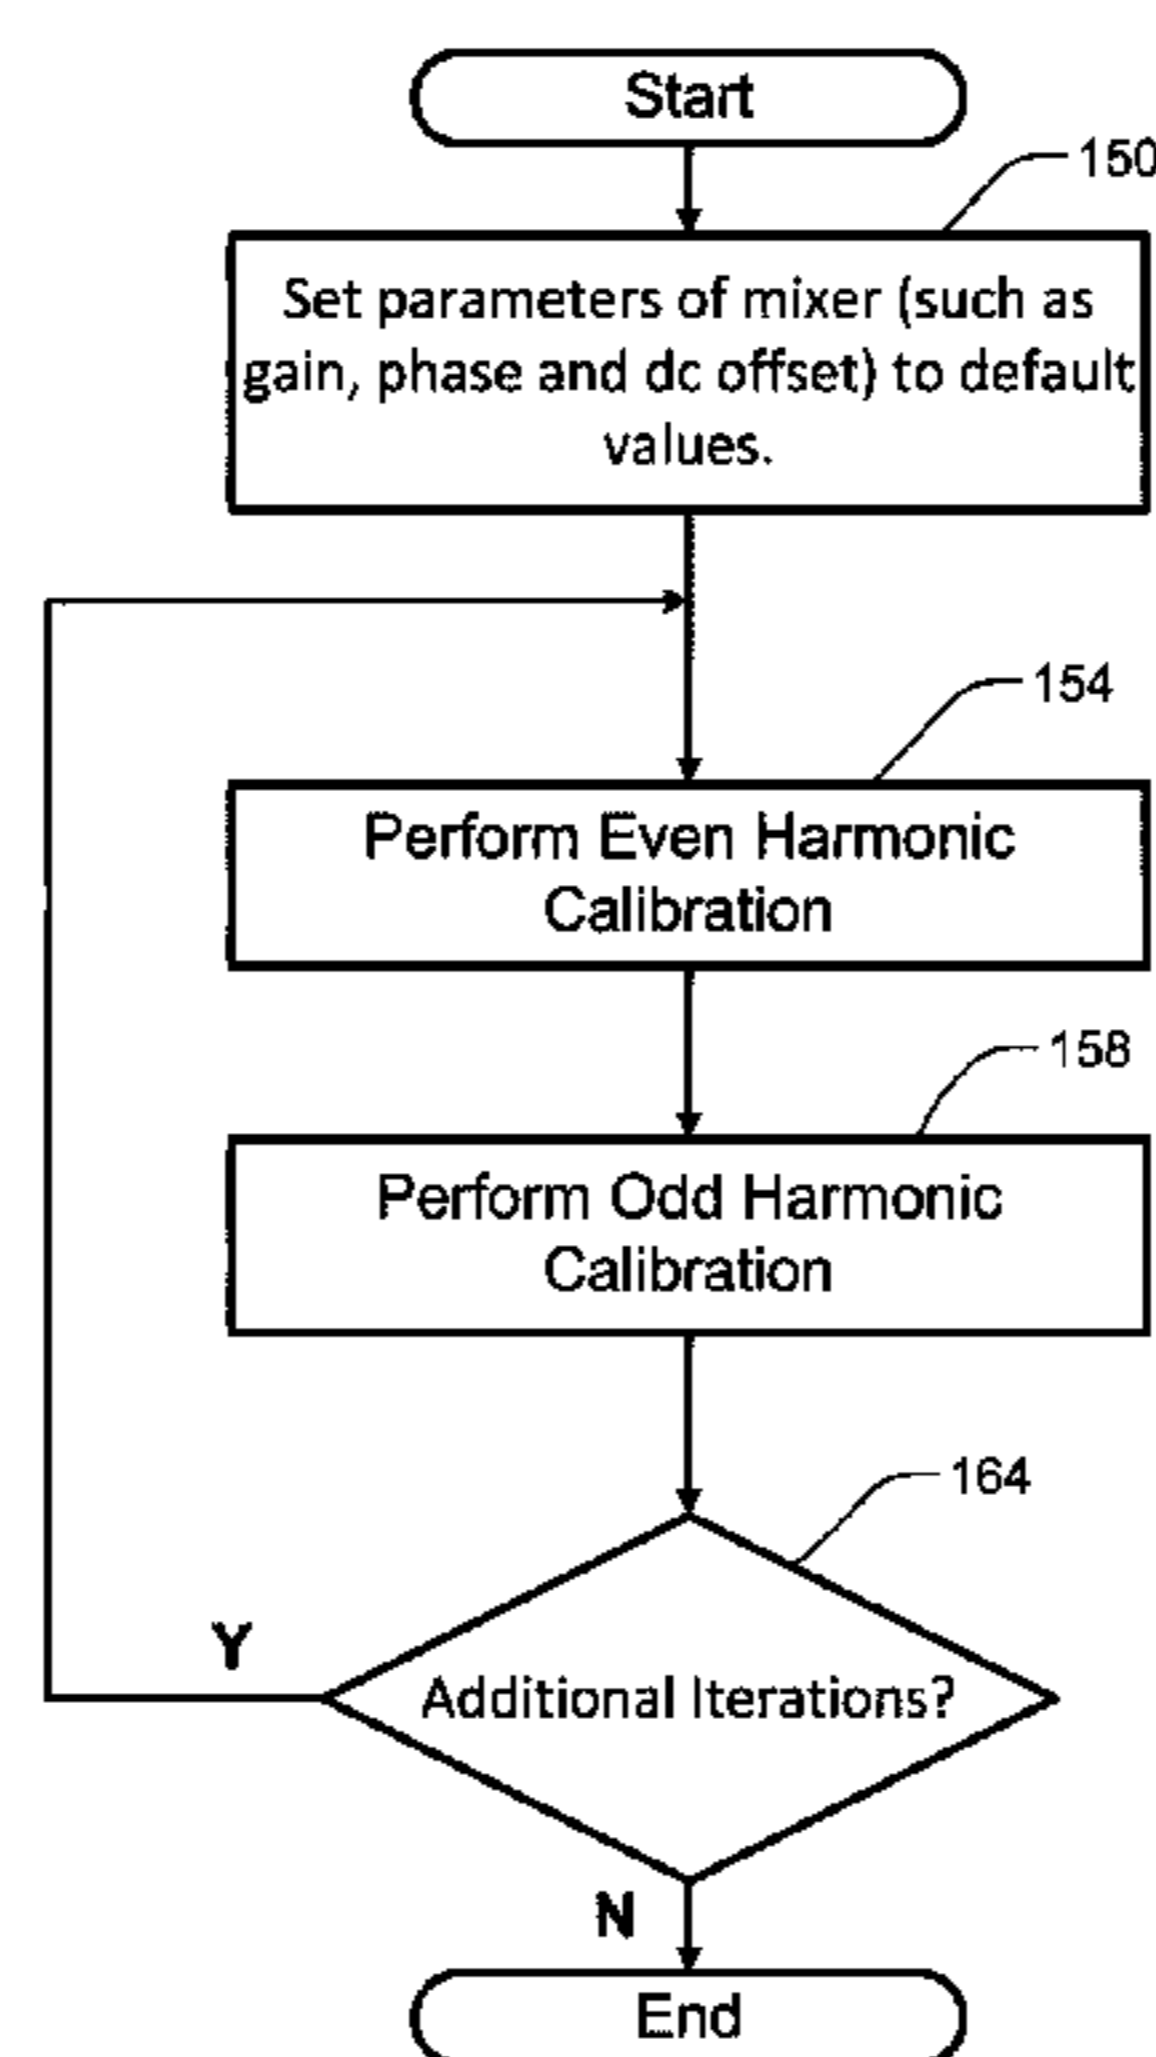 Start
150
Set parameters of mixer (such as
gain, phase and dc offset) to default
values.
154
Perform Even Harmonic
Calibration
158
Perform Odd Harmonic
Calibration
164
Y
Additional Iterations?
N
End